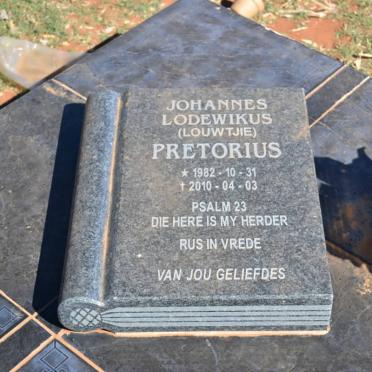 JOHANNES
LODEWIKUS
(LOUWTJIE)
PRETORIUS
★ 1982 - 10 - 31
† 2010 - 04 - 03
PSALM 23
DIE HERE IS MY HERDER
RUS IN VREDE
VAN JOU GELIEFDES